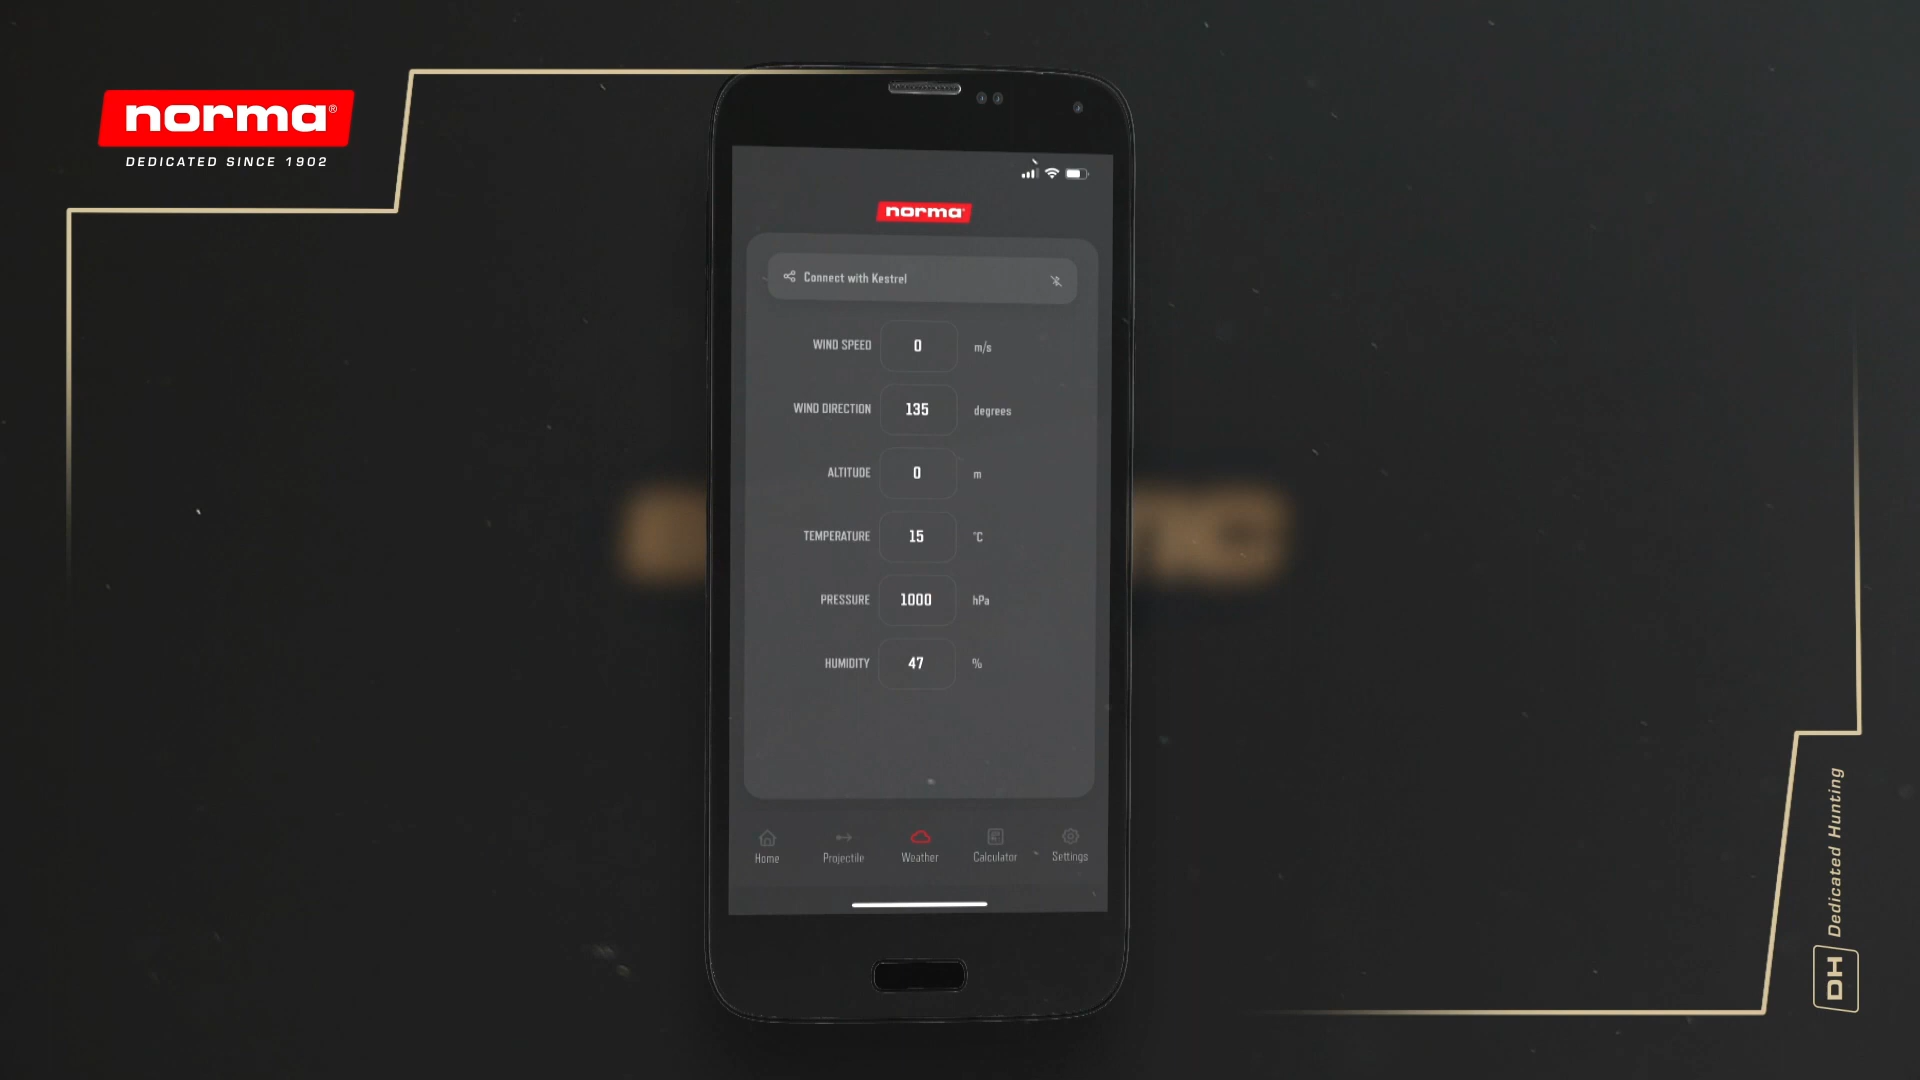 norma®
DEDICATED SINCE 1902
norma
Connect with Kestrel
WIND SPEED 0 m/s
WIND DIRECTION 135 degrees
ALTITUDE 0 m
TEMPERATURE 15 °C
PRESSURE 1000 hPa
HUMIDITY 47 %
Home Projectile Weather Calculator Settings
DH Dedicated Hunting